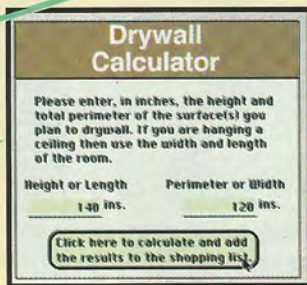 Drywall
Calculator
Please enter, in inches, the height and
total perimeter of the surface(s) you
plan to drywall. If you are hanging a
ceiling then use the width and length
of the room.
Height or Length Perimeter or Width
140 ins. 120 ins.
Click here to calculate and add
the results to the shopping list.